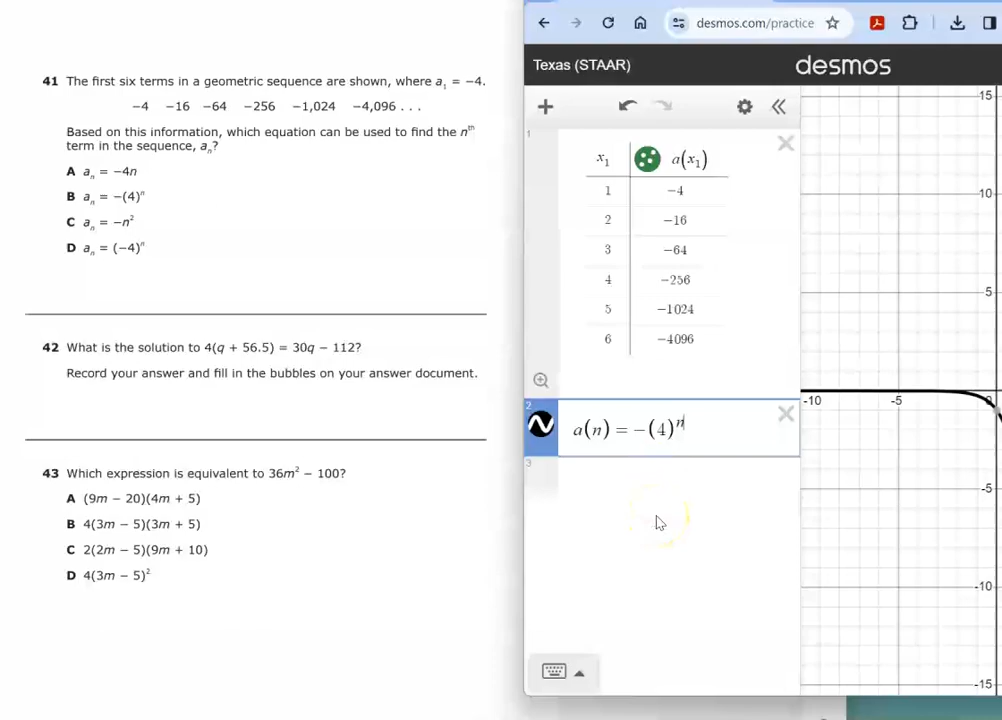 41 The first six terms in a geometric sequence are shown, where a₁ = −4.
−4 −16 −64 −256 −1,024 −4,096 . . .
Based on this information, which equation can be used to find the nᵗʰ
term in the sequence, aₙ?
A aₙ = −4n
B aₙ = −(4)ⁿ
C aₙ = −n²
D aₙ = (−4)ⁿ
42 What is the solution to 4(q + 56.5) = 30q − 112?
Record your answer and fill in the bubbles on your answer document.
43 Which expression is equivalent to 36m² − 100?
A (9m − 20)(4m + 5)
B 4(3m − 5)(3m + 5)
C 2(2m − 5)(9m + 10)
D 4(3m − 5)²
desmos.com/practice
Texas (STAAR) desmos
1
x₁ a(x₁)
1 −4
2 −16
3 −64
4 −256
5 −1024
6 −4096
2
a(n) = −(4)ⁿ
3
15
10
5
-10 -5 0
-5
-10
-15